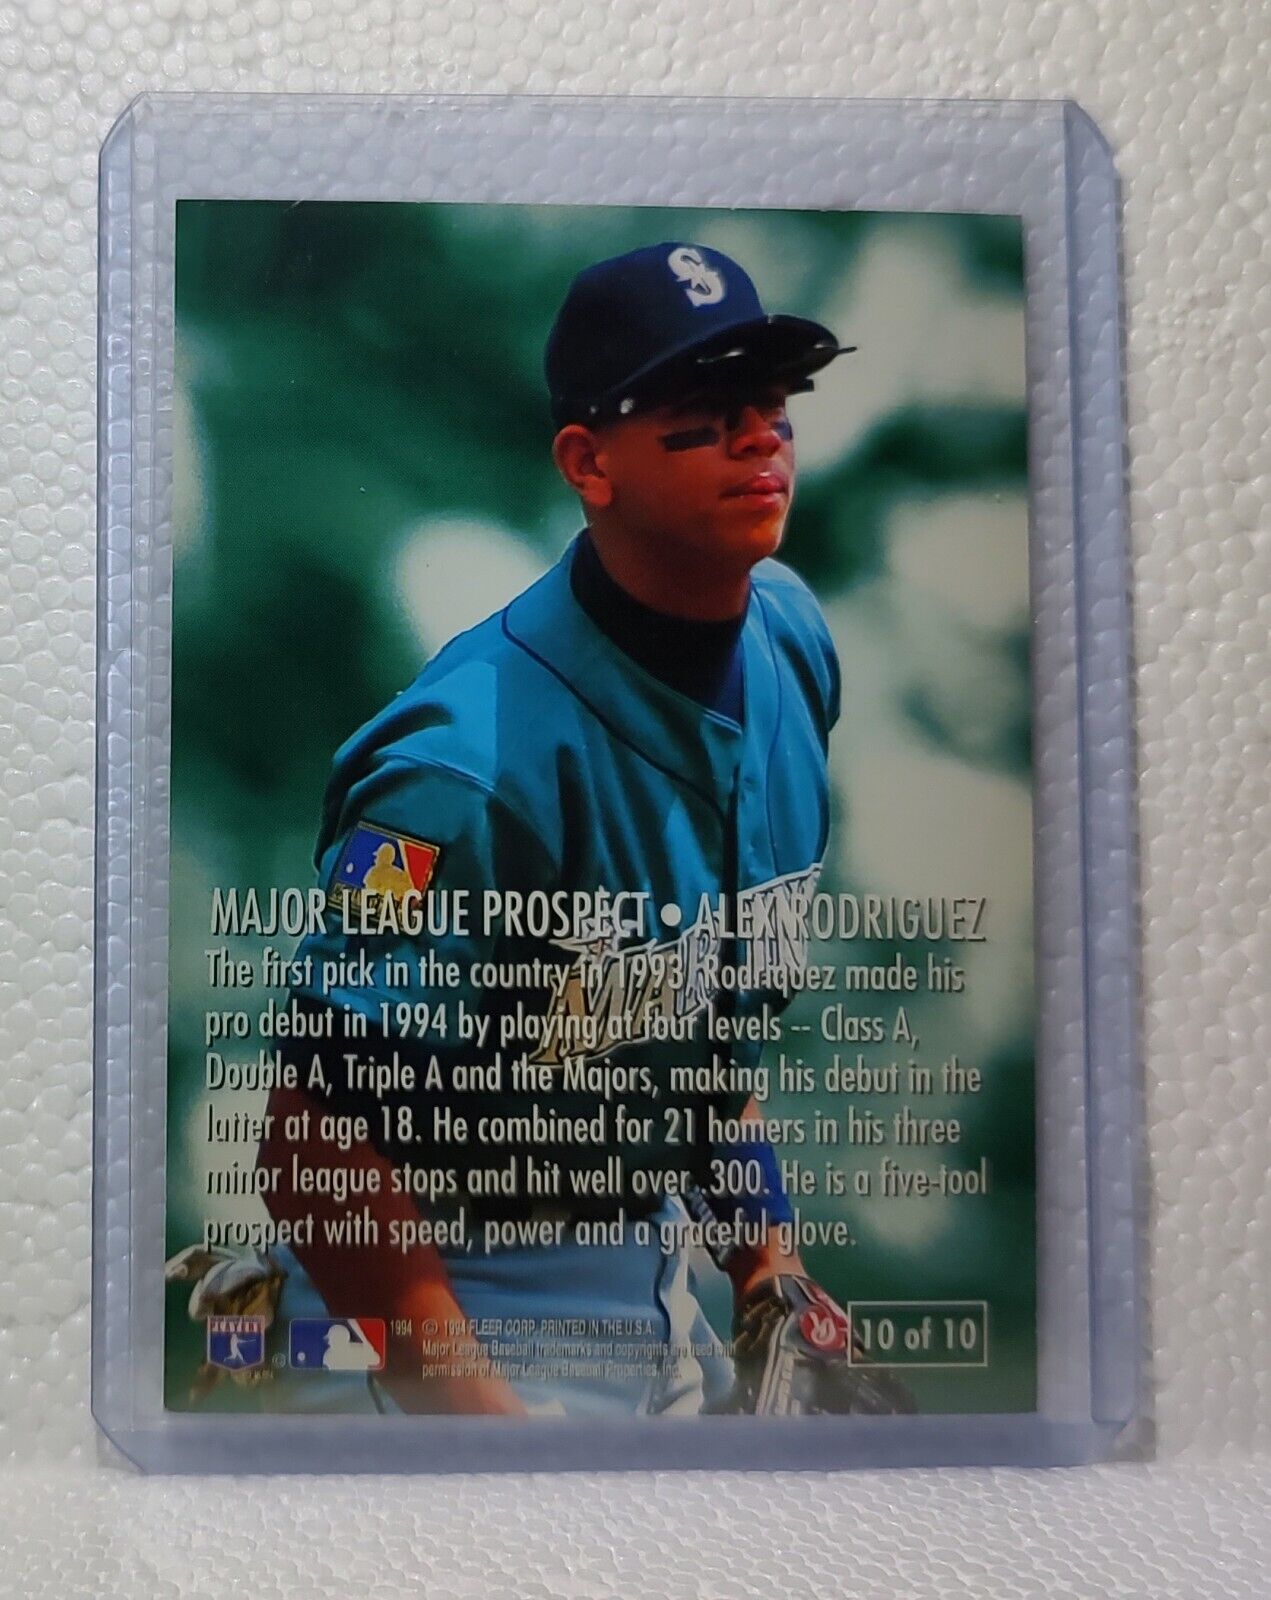 S
MAJOR LEAGUE PROSPECT • ALEX RODRIGUEZ
The first pick in the country in 1993, Rodriguez made his
pro debut in 1994 by playing at four levels -- Class A,
Double A, Triple A and the Majors, making his debut in the
latter at age 18. He combined for 21 homers in his three
minor league stops and hit well over .300. He is a five-tool
prospect with speed, power and a graceful glove.
PLAYERS
©
1994 © 1994 FLEER CORP. PRINTED IN THE U.S.A.
Major League Baseball trademarks and copyrights are used with
permission of Major League Baseball Properties, Inc.
10 of 10